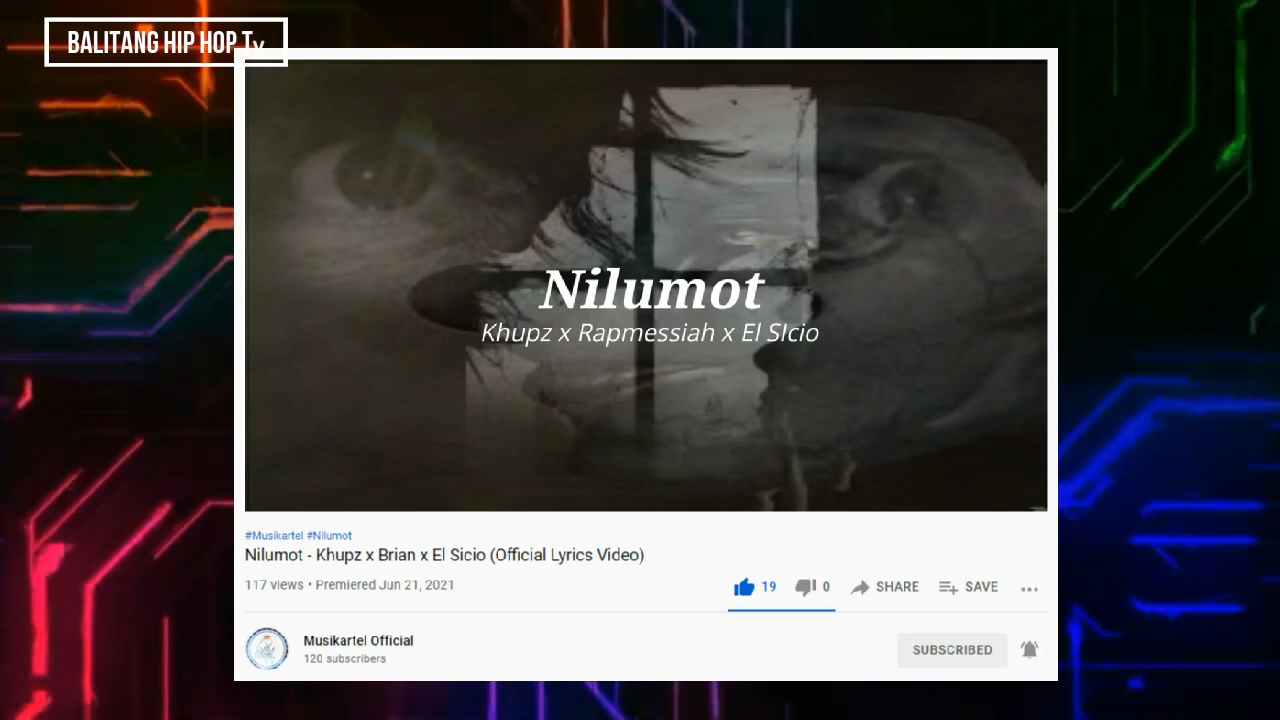 BALITANG HIP HOP Tv
Nilumot
Khupz x Rapmessiah x El SIcio
#Musikartel #Nilumot
Nilumot - Khupz x Brian x El Sicio (Official Lyrics Video)
117 views • Premiered Jun 21, 2021
19 0 SHARE SAVE ...
Musikartel Official
120 subscribers
SUBSCRIBED